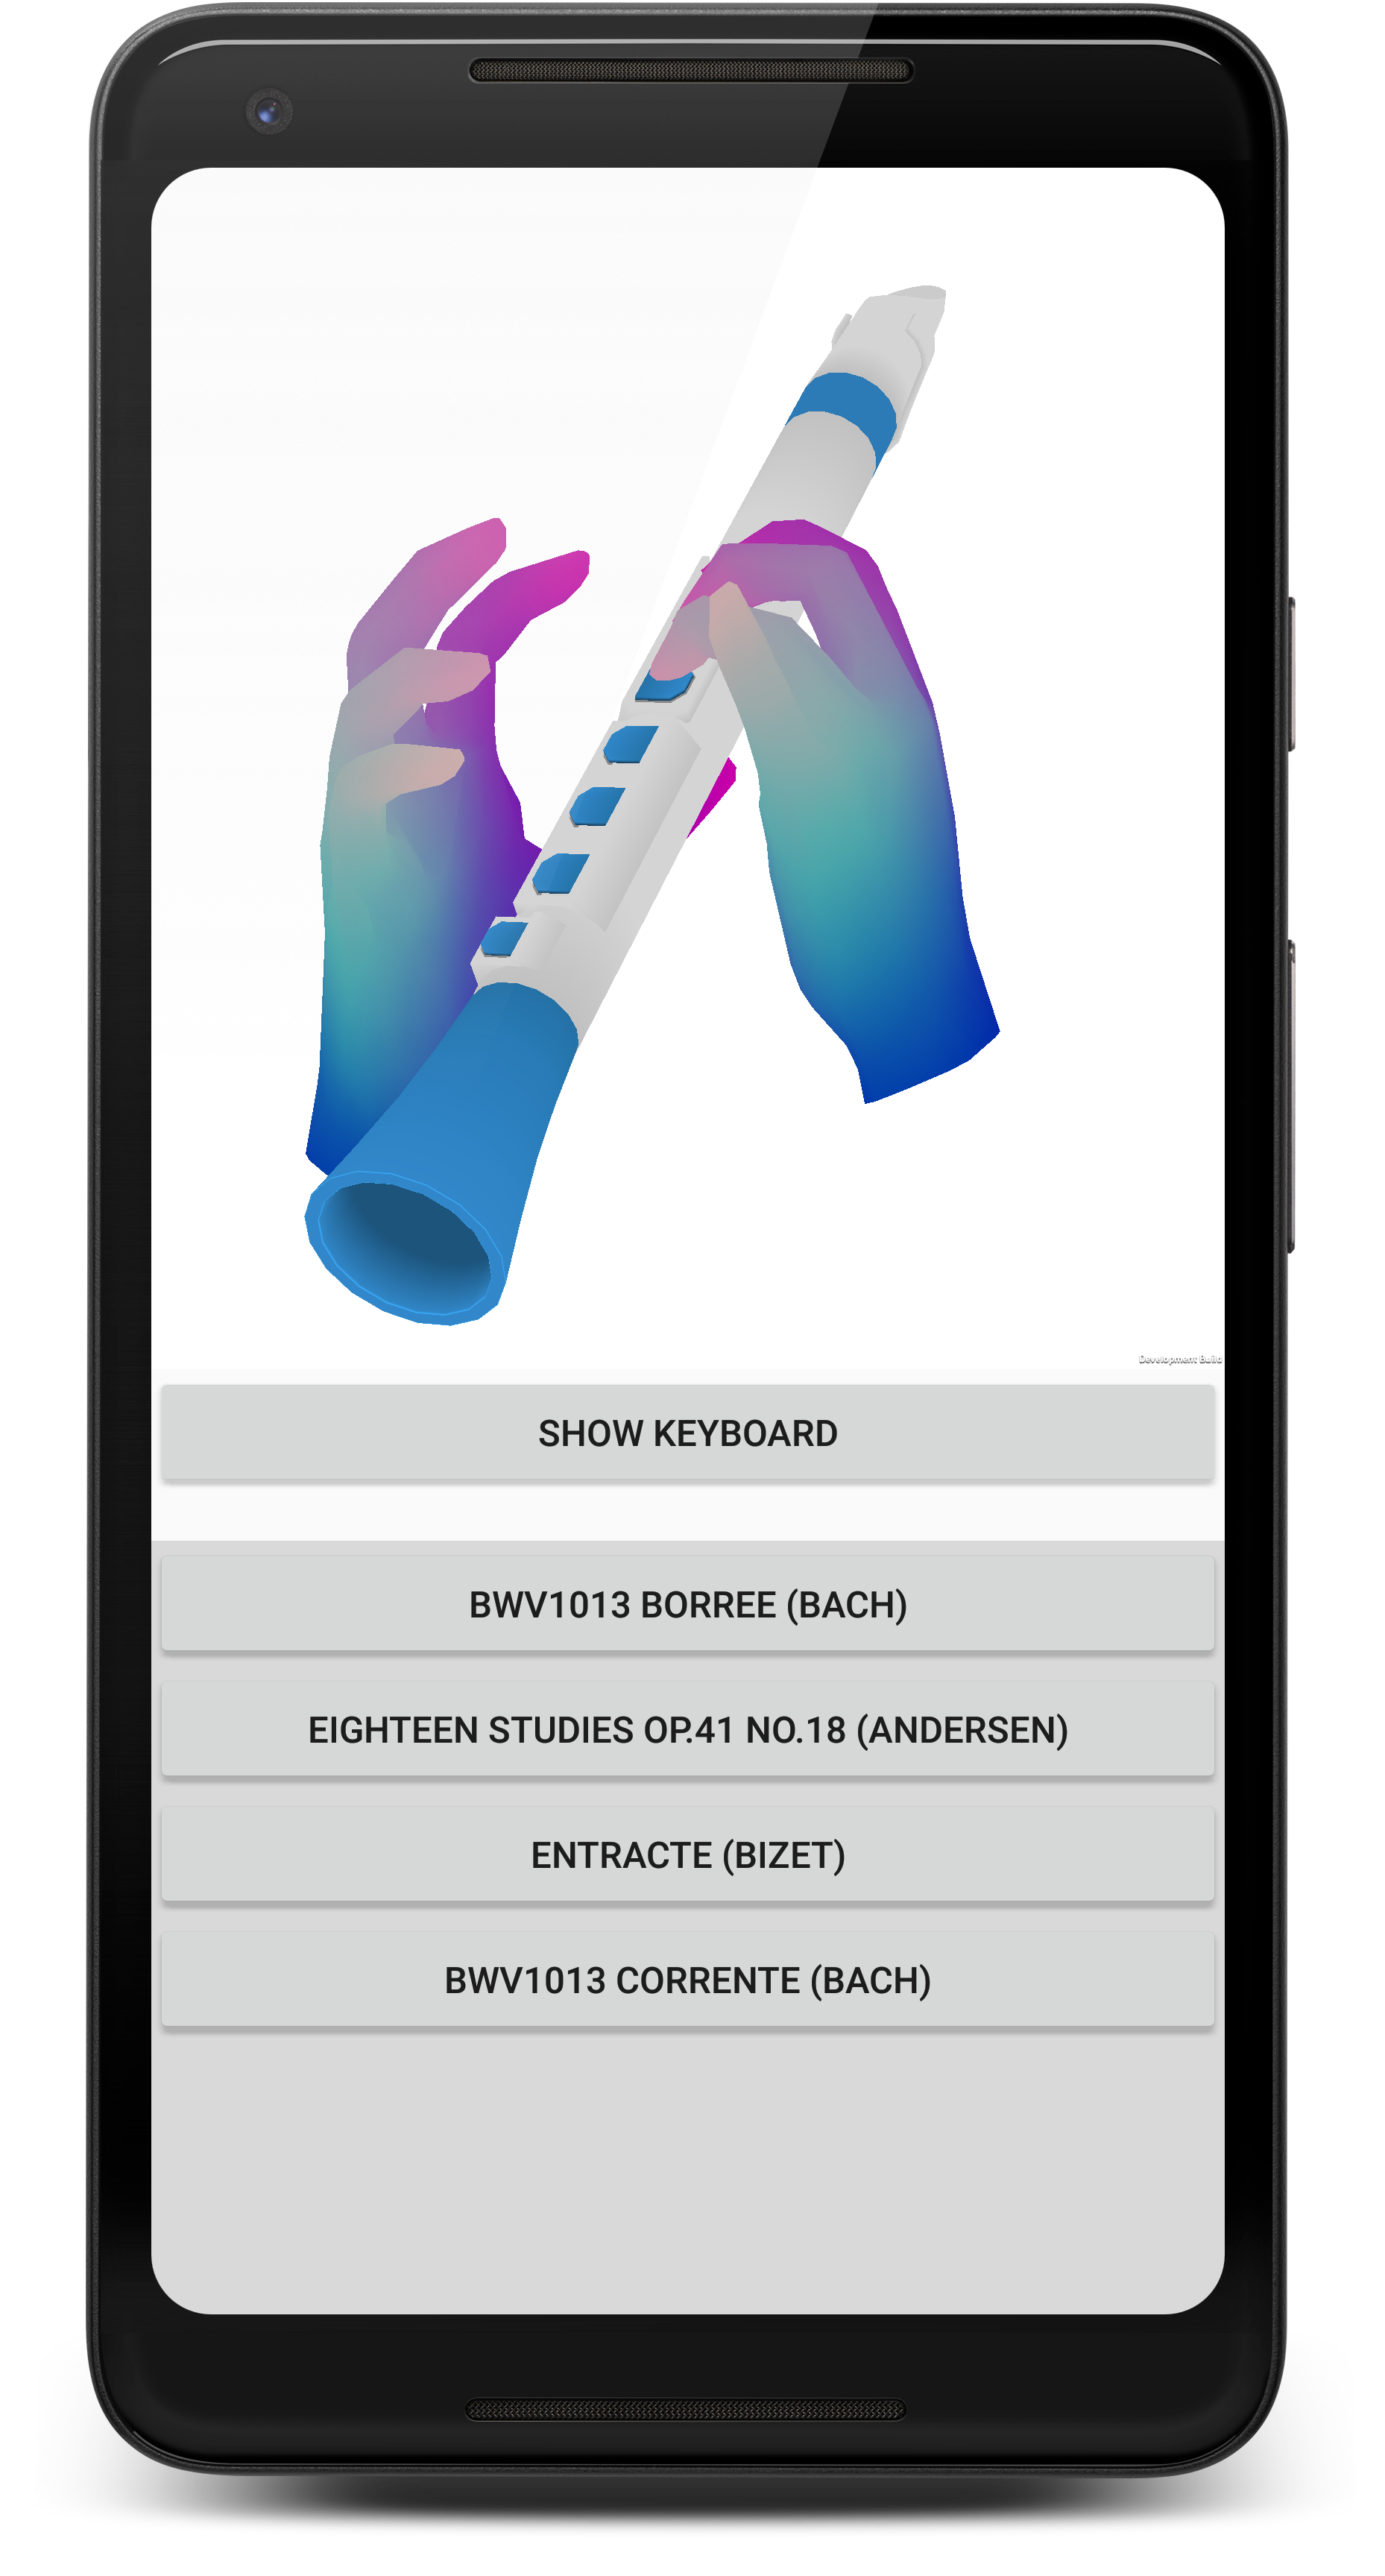 Development Build
SHOW KEYBOARD
BWV1013 BORREE (BACH)
EIGHTEEN STUDIES OP.41 NO.18 (ANDERSEN)
ENTRACTE (BIZET)
BWV1013 CORRENTE (BACH)